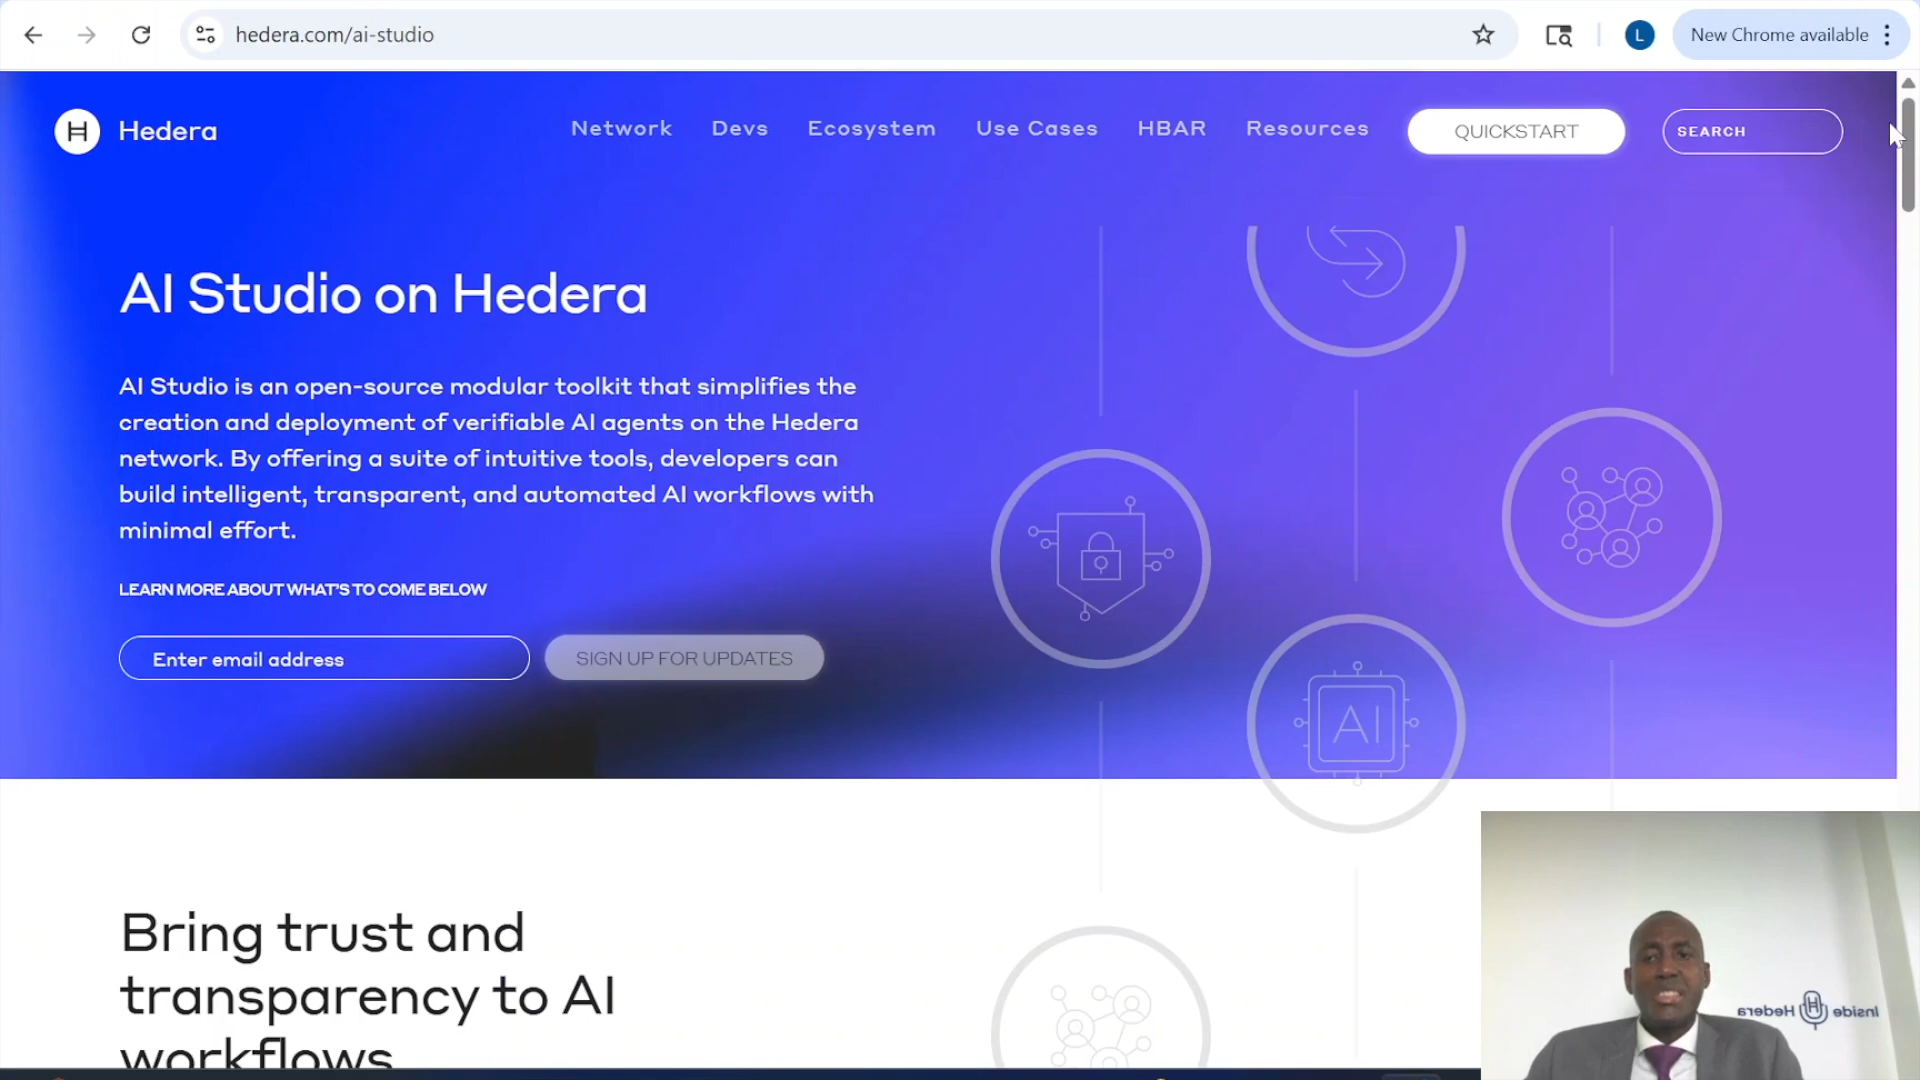 hedera.com/ai-studio
L
New Chrome available
H Hedera
Network Devs Ecosystem Use Cases HBAR Resources QUICKSTART SEARCH
AI Studio on Hedera
AI Studio is an open-source modular toolkit that simplifies the
creation and deployment of verifiable AI agents on the Hedera
network. By offering a suite of intuitive tools, developers can
build intelligent, transparent, and automated AI workflows with
minimal effort.
LEARN MORE ABOUT WHAT'S TO COME BELOW
Enter email address SIGN UP FOR UPDATES
AI
Bring trust and
transparency to AI
workflows
Inside Hedera